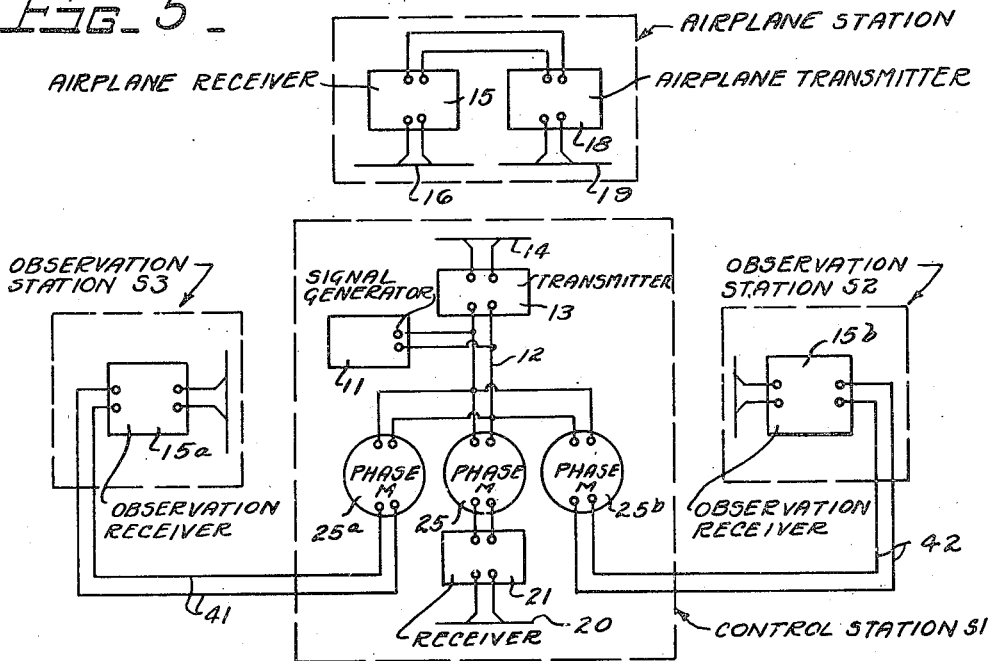 FIG_5_
AIRPLANE STATION
AIRPLANE RECEIVER
AIRPLANE TRANSMITTER
15
18
16
19
OBSERVATION
STATION S3
SIGNAL
GENERATOR
14
TRANSMITTER
13
OBSERVATION
STATION S2
11
12
15b
15a
PHASE
M
PHASE
M
PHASE
M
OBSERVATION
RECEIVER
25a
25
25b
OBSERVATION
RECEIVER
42
41
21
RECEIVER
20
CONTROL STATION S1